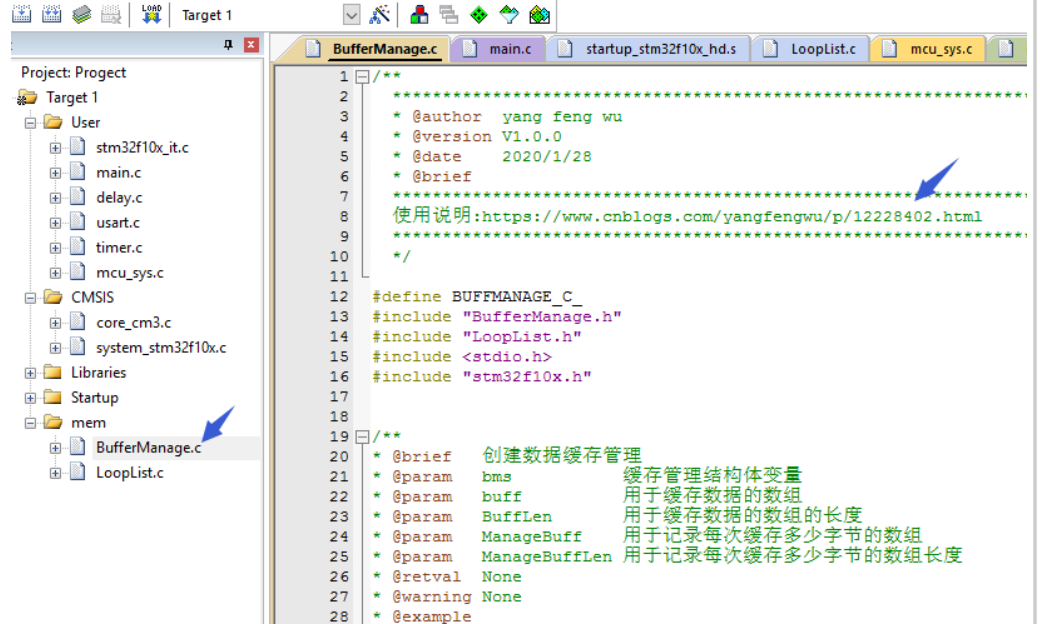 LOAD
Target 1
Project: Progect
Target 1
User
stm32f10x_it.c
main.c
delay.c
usart.c
timer.c
mcu_sys.c
CMSIS
core_cm3.c
system_stm32f10x.c
Libraries
Startup
mem
BufferManage.c
LoopList.c
BufferManage.c main.c startup_stm32f10x_hd.s LoopList.c mcu_sys.c
1 /**
2 ****************************************************************
3 * @author yang feng wu
4 * @version V1.0.0
5 * @date 2020/1/28
6 * @brief
7 ****************************************************************
8 使用说明:https://www.cnblogs.com/yangfengwu/p/12228402.html
9 ****************************************************************
10 */
11
12 #define BUFFMANAGE_C_
13 #include "BufferManage.h"
14 #include "LoopList.h"
15 #include <stdio.h>
16 #include "stm32f10x.h"
17
18
19 /**
20 * @brief 创建数据缓存管理
21 * @param bms 缓存管理结构体变量
22 * @param buff 用于缓存数据的数组
23 * @param BuffLen 用于缓存数据的数组的长度
24 * @param ManageBuff 用于记录每次缓存多少字节的数组
25 * @param ManageBuffLen 用于记录每次缓存多少字节的数组长度
26 * @retval None
27 * @warning None
28 * @example